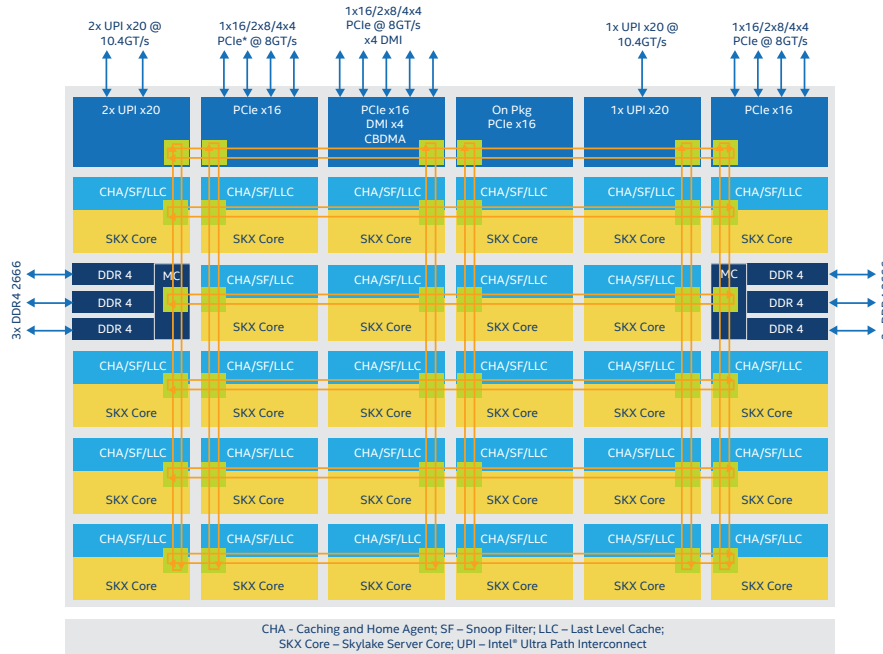 2x UPI x20 @
10.4GT/s
1x16/2x8/4x4
PCIe* @ 8GT/s
1x16/2x8/4x4
PCIe @ 8GT/s
x4 DMI
1x UPI x20 @
10.4GT/s
1x16/2x8/4x4
PCIe @ 8GT/s
2x UPI x20
PCIe x16
PCIe x16
DMI x4
CBDMA
On Pkg
PCIe x16
1x UPI x20
PCIe x16
CHA/SF/LLC
CHA/SF/LLC
CHA/SF/LLC
CHA/SF/LLC
CHA/SF/LLC
CHA/SF/LLC
SKX Core
SKX Core
SKX Core
SKX Core
SKX Core
SKX Core
3x DDR4 2666
DDR 4
DDR 4
DDR 4
MC
CHA/SF/LLC
CHA/SF/LLC
CHA/SF/LLC
CHA/SF/LLC
SKX Core
SKX Core
SKX Core
SKX Core
MC
DDR 4
DDR 4
DDR 4
CHA/SF/LLC
CHA/SF/LLC
CHA/SF/LLC
CHA/SF/LLC
CHA/SF/LLC
CHA/SF/LLC
SKX Core
SKX Core
SKX Core
SKX Core
SKX Core
SKX Core
CHA/SF/LLC
CHA/SF/LLC
CHA/SF/LLC
CHA/SF/LLC
CHA/SF/LLC
CHA/SF/LLC
SKX Core
SKX Core
SKX Core
SKX Core
SKX Core
SKX Core
CHA/SF/LLC
CHA/SF/LLC
CHA/SF/LLC
CHA/SF/LLC
CHA/SF/LLC
CHA/SF/LLC
SKX Core
SKX Core
SKX Core
SKX Core
SKX Core
SKX Core
CHA - Caching and Home Agent; SF – Snoop Filter; LLC – Last Level Cache;
SKX Core – Skylake Server Core; UPI – Intel® Ultra Path Interconnect